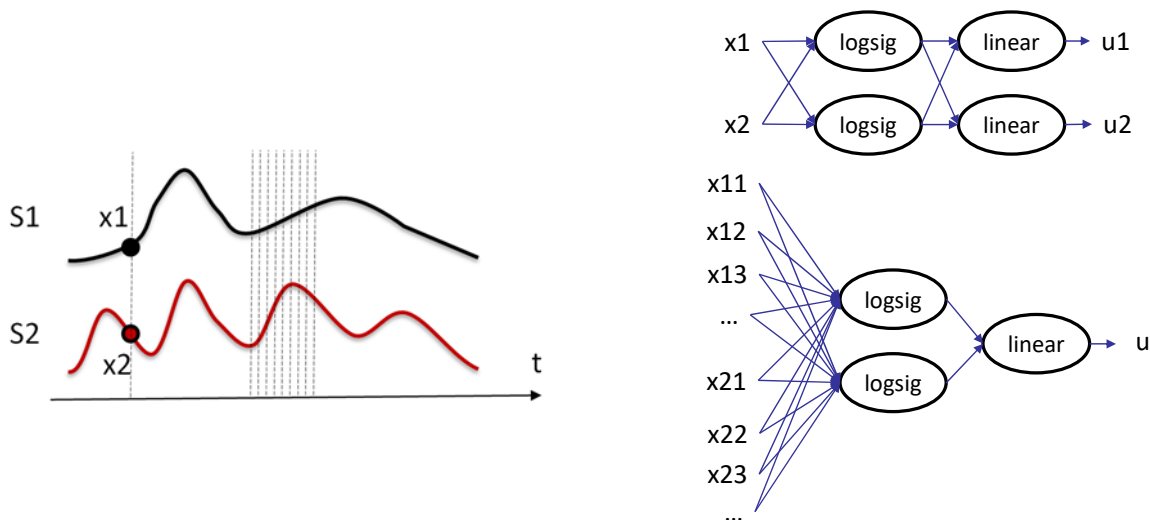 S1
x1
S2
x2
t
x1
logsig
linear
u1
x2
logsig
linear
u2
x11
x12
x13
...
x21
x22
x23
...
logsig
logsig
linear
u